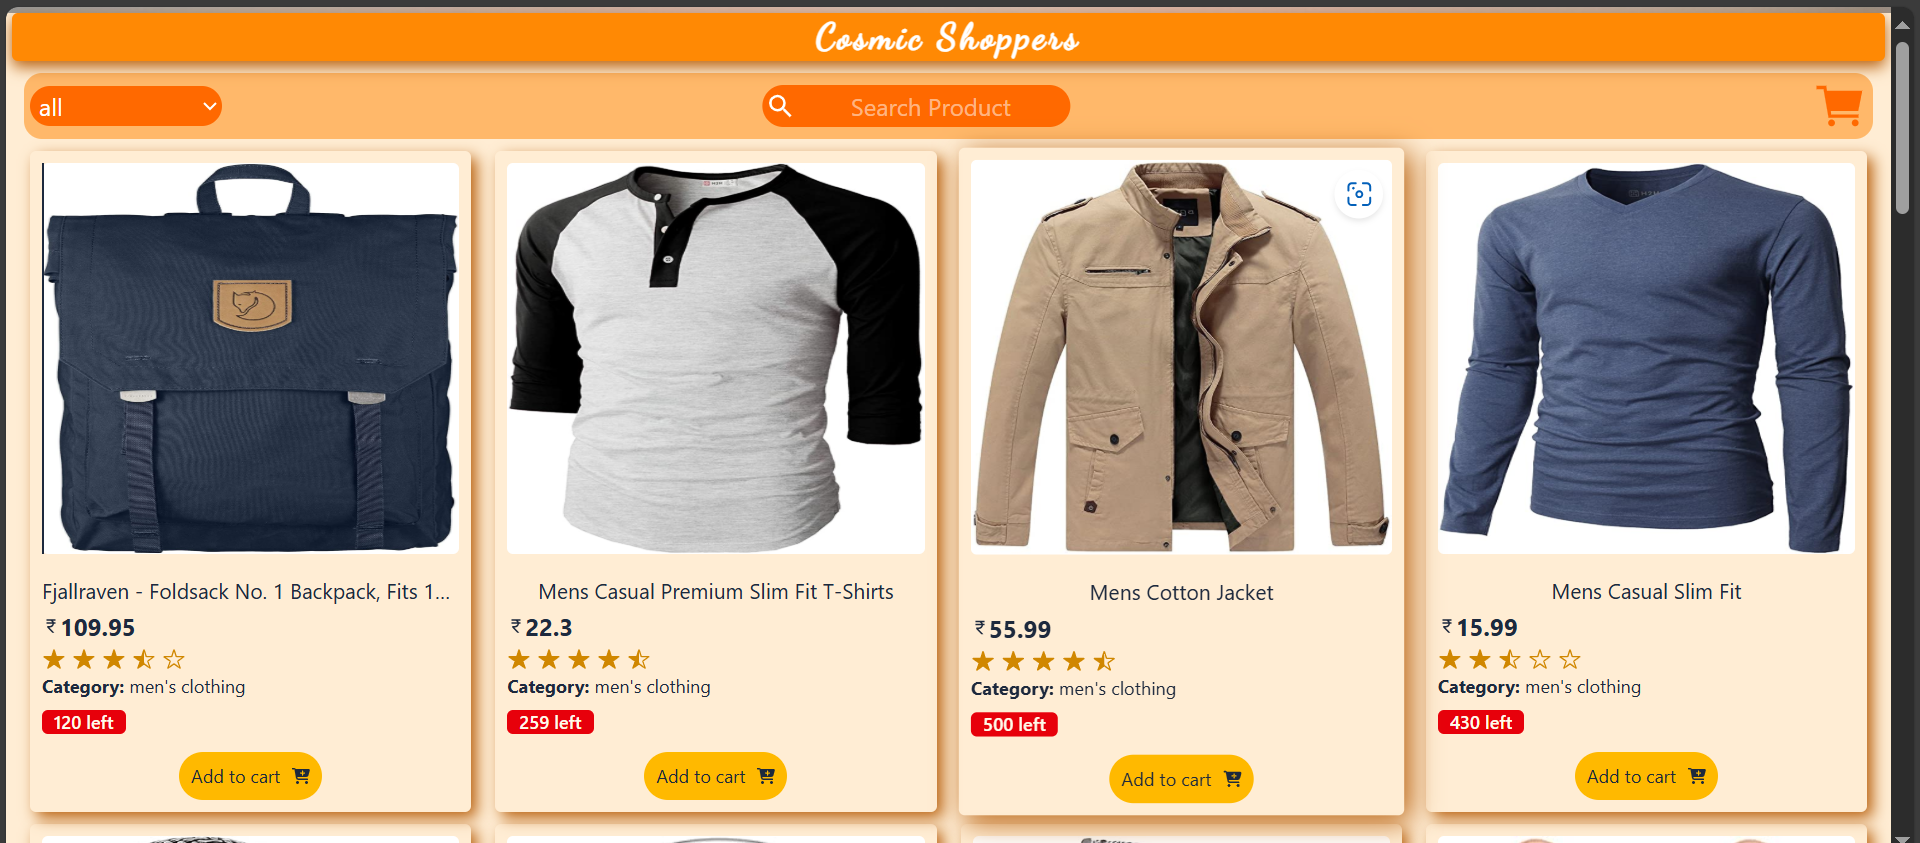 Cosmic Shoppers
all
Search Product
Fjallraven - Foldsack No. 1 Backpack, Fits 1...
₹109.95
Category: men's clothing
120 left
Add to cart
Mens Casual Premium Slim Fit T-Shirts
₹22.3
Category: men's clothing
259 left
Add to cart
Mens Cotton Jacket
₹55.99
Category: men's clothing
500 left
Add to cart
Mens Casual Slim Fit
₹15.99
Category: men's clothing
430 left
Add to cart